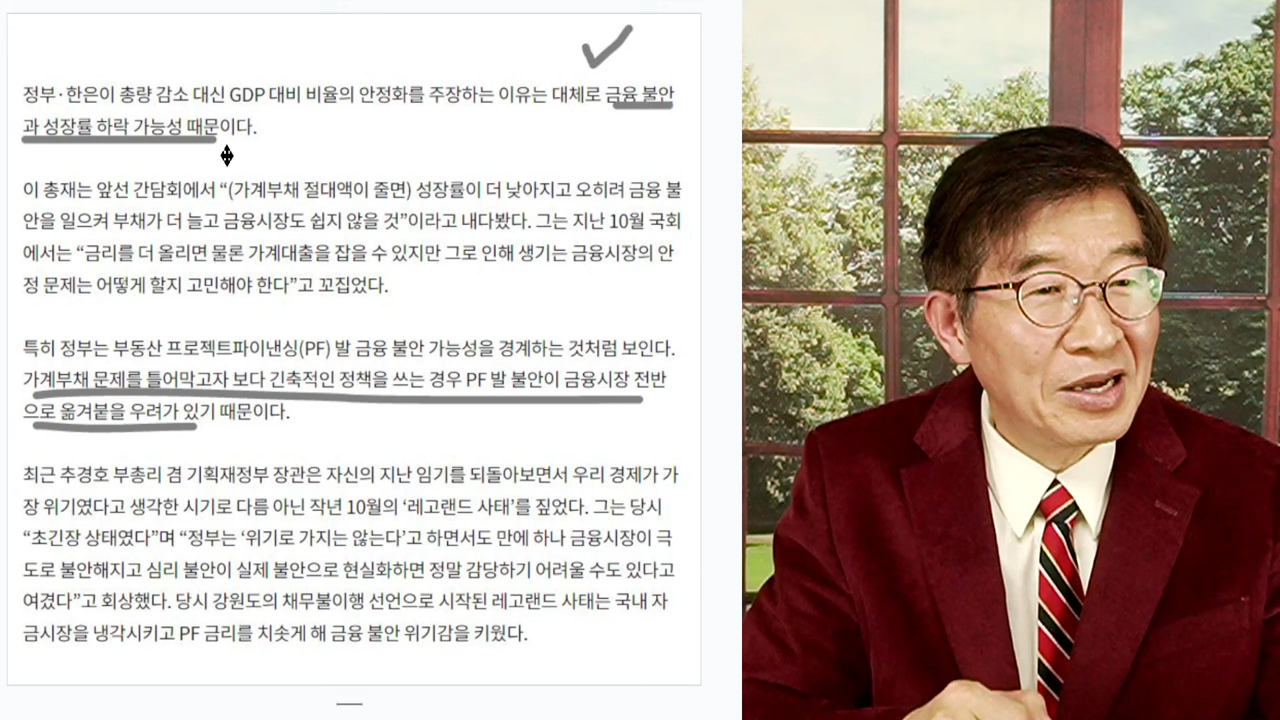 정부·한은이 총량 감소 대신 GDP 대비 비율의 안정화를 주장하는 이유는 대체로 금융 불안
과 성장률 하락 가능성 때문이다.
이 총재는 앞선 간담회에서 “(가계부채 절대액이 줄면) 성장률이 더 낮아지고 오히려 금융 불
안을 일으켜 부채가 더 늘고 금융시장도 쉽지 않을 것”이라고 내다봤다. 그는 지난 10월 국회
에서는 “금리를 더 올리면 물론 가계대출을 잡을 수 있지만 그로 인해 생기는 금융시장의 안
정 문제는 어떻게 할지 고민해야 한다”고 꼬집었다.
특히 정부는 부동산 프로젝트파이낸싱(PF) 발 금융 불안 가능성을 경계하는 것처럼 보인다.
가계부채 문제를 틀어막고자 보다 긴축적인 정책을 쓰는 경우 PF 발 불안이 금융시장 전반
으로 옮겨붙을 우려가 있기 때문이다.
최근 추경호 부총리 겸 기획재정부 장관은 자신의 지난 임기를 되돌아보면서 우리 경제가 가
장 위기였다고 생각한 시기로 다름 아닌 작년 10월의 ‘레고랜드 사태’를 짚었다. 그는 당시
“초긴장 상태였다”며 “정부는 ‘위기로 가지는 않는다’고 하면서도 만에 하나 금융시장이 극
도로 불안해지고 심리 불안이 실제 불안으로 현실화하면 정말 감당하기 어려울 수도 있다고
여겼다”고 회상했다. 당시 강원도의 채무불이행 선언으로 시작된 레고랜드 사태는 국내 자
금시장을 냉각시키고 PF 금리를 치솟게 해 금융 불안 위기감을 키웠다.